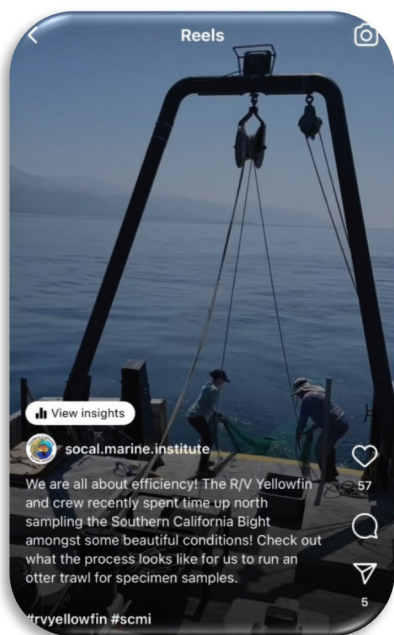 Reels
View insights
socal.marine.institute
57
We are all about efficiency! The R/V Yellowfin
and crew recently spent time up north
sampling the Southern California Bight
amongst some beautiful conditions! Check out
what the process looks like for us to run an
otter trawl for specimen samples.
5
#rvyellowfin #scmi